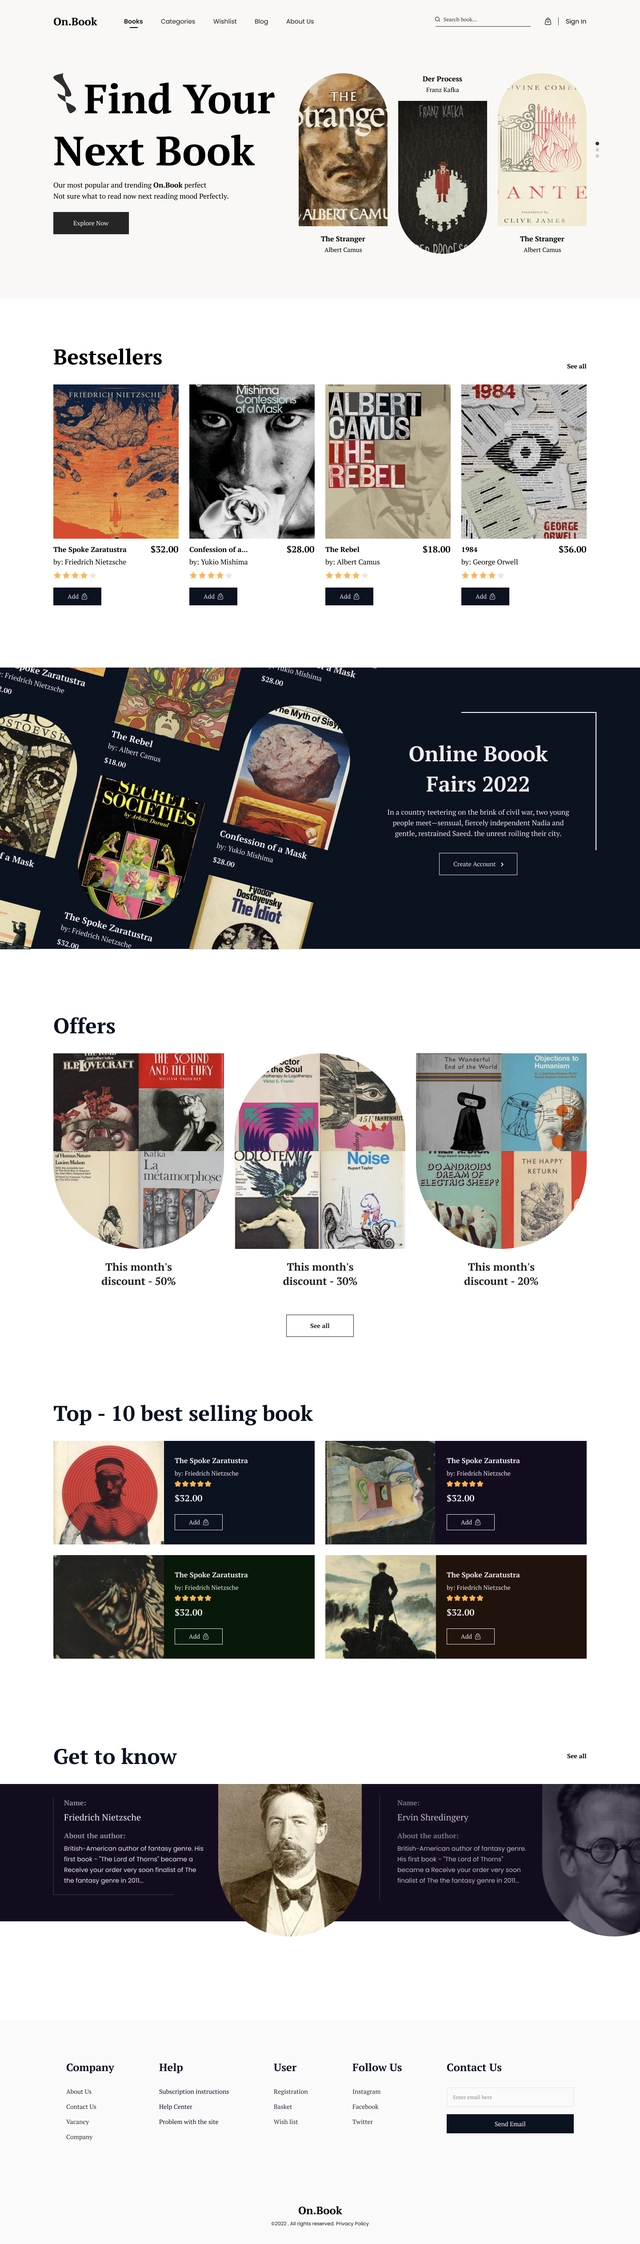 On.Book
Books
Categories
Wishlist
Blog
About Us
Search book...
Sign In
Find Your
Next Book
Our most popular and trending On.Book perfect
Not sure what to read now next reading mood Perfectly.
Explore Now
THE
Stranger
ALBERT CAMU
The Stranger
Albert Camus
Der Process
Franz Kafka
FRANZ KAFKA
DER PROCESS
VINE COME
ANTE
translated by
CLIVE JAMES
The Stranger
Albert Camus
Bestsellers
See all
FRIEDRICH NIETZSCHE
The Spoke Zaratustra
$32.00
by: Friedrich Nietzsche
Add
Mishima
Confessions
of a Mask
Confession of a...
$28.00
by: Yukio Mishima
Add
ALBERT
CAMUS
THE
REBEL
The Rebel
$18.00
by: Albert Camus
Add
1984
GEORGE
ORWELL
1984
$36.00
by: George Orwell
Add
poke Zaratustra
: Friedrich Nietzsche
2.00
The Rebel
by: Albert Camus
$18.00
of a Mask
Yukio Mishima
$28.00
DOSTOEVSK
f a Mask
SECRET
SOCIETIES
by Arkon Daraul
The Spoke Zaratustra
by: Friedrich Nietzsche
$32.00
The Myth of Sisy
Confession of a Mask
by: Yukio Mishima
$28.00
Fyodor
Dostoyevsky
The Idiot
Online Boook
Fairs 2022
In a country teetering on the brink of civil war, two young
people meet—sensual, fiercely independent Nadia and
gentle, restrained Saeed. the unrest roiling their city.
Create Account
Offers
H.P. LOVECRAFT
THE SOUND
AND THE FURY
WILLIAM FAULKNER
of Human Nature
Lucien Malson
Kafka
La
métamorphose
This month's
discount - 50%
octor
the Soul
Viktor E. Frankl
451
FAHRENHEIT
Noise
Rupert Taylor
This month's
discount - 30%
The Wonderful
End of the World
Objections to
Humanism
DO ANDROIDS
DREAM OF
ELECTRIC SHEEP?
THE HAPPY
RETURN
This month's
discount - 20%
See all
Top - 10 best selling book
The Spoke Zaratustra
by: Friedrich Nietzsche
$32.00
Add
The Spoke Zaratustra
by: Friedrich Nietzsche
$32.00
Add
The Spoke Zaratustra
by: Friedrich Nietzsche
$32.00
Add
The Spoke Zaratustra
by: Friedrich Nietzsche
$32.00
Add
Get to know
See all
Name:
Friedrich Nietzsche
About the author:
British-American author of fantasy genre. His
first book - "The Lord of Thorns" became a
Receive your order very soon finalist of The
the fantasy genre in 2011...
Name:
Ervin Shredingery
About the author:
British-American author of fantasy genre.
His first book - "The Lord of Thorns"
became a Receive your order very soon
finalist of The the fantasy genre in 2011...
Company
About Us
Contact Us
Vacancy
Company
Help
Subscription instructions
Help Center
Problem with the site
User
Registration
Basket
Wish list
Follow Us
Instagram
Facebook
Twitter
Contact Us
Enter email here
Send Email
On.Book
©2022 . All rights reserved. Privacy Policy